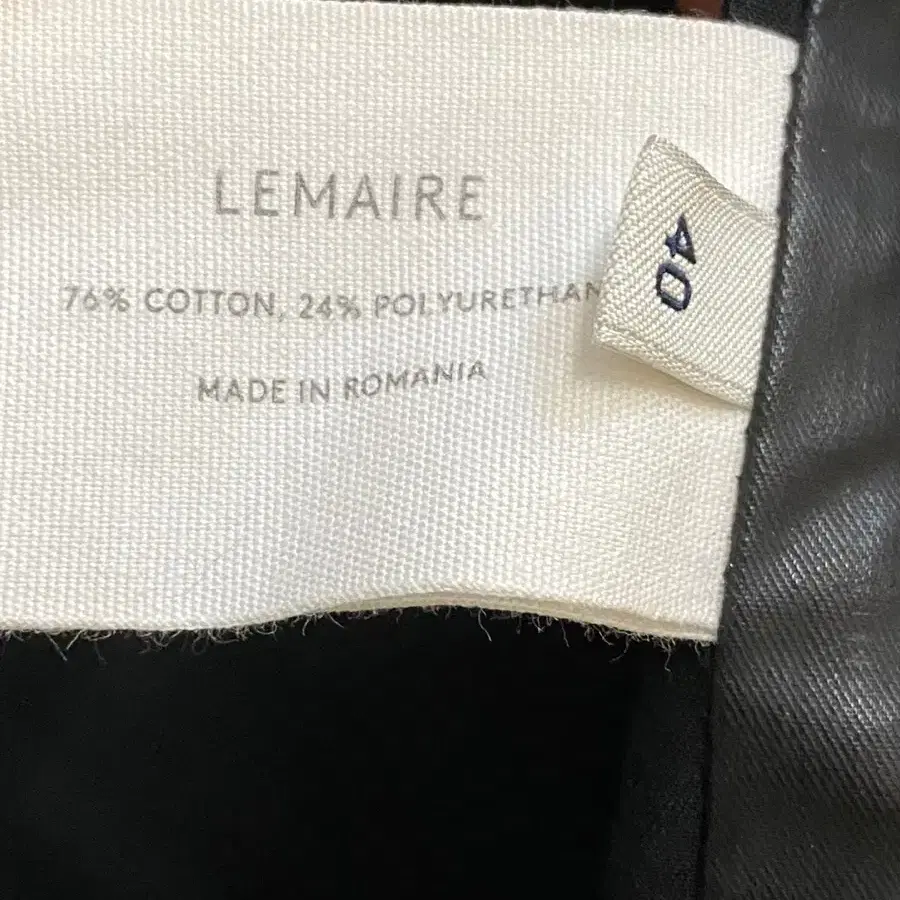 LEMAIRE
76% COTTON, 24% POLYURETHAN
MADE IN ROMANIA
40